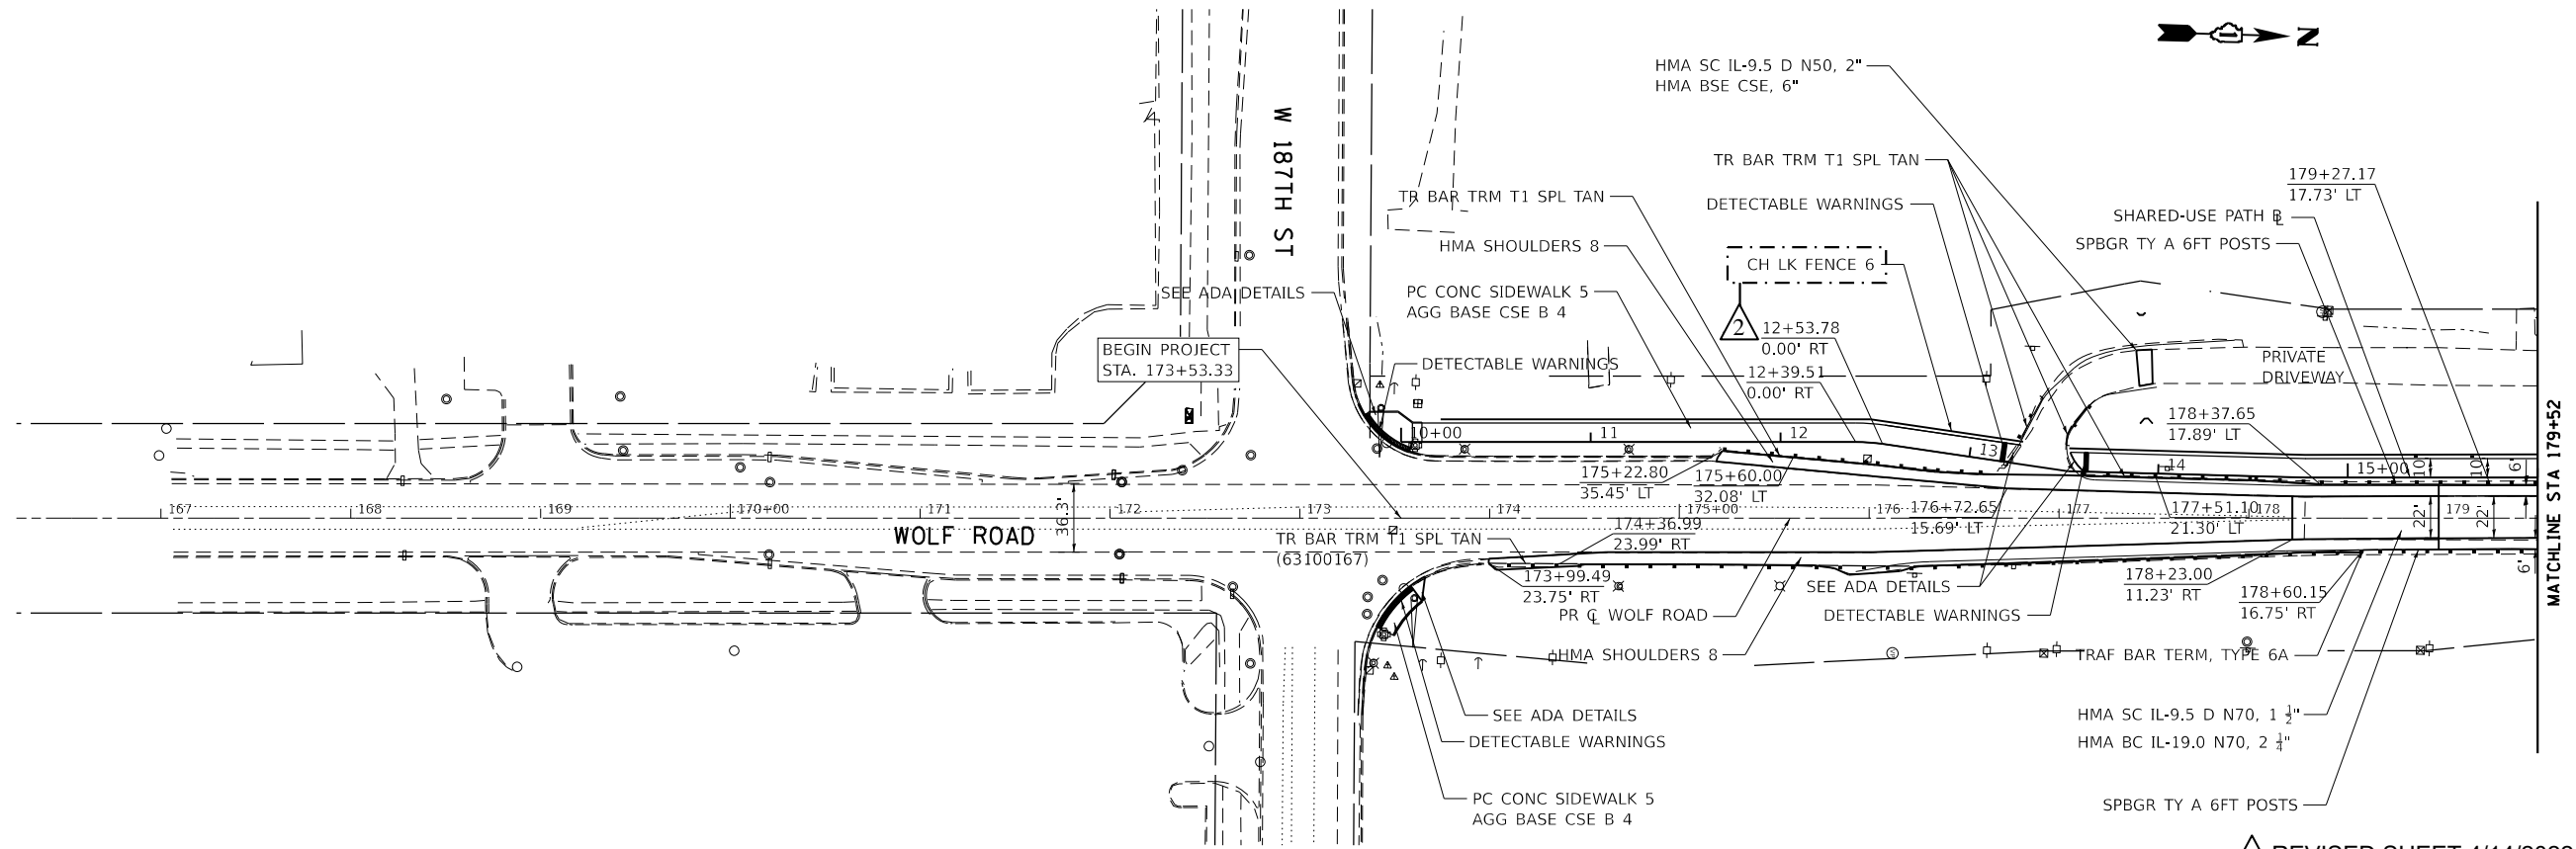 N
HMA SC IL-9.5 D N50, 2"
HMA BSE CSE, 6"
W 187TH ST
TR BAR TRM T1 SPL TAN
179+27.17
17.73' LT
TR BAR TRM T1 SPL TAN
DETECTABLE WARNINGS
SHARED-USE PATH ⅊
SPBGR TY A 6FT POSTS
HMA SHOULDERS 8
CH LK FENCE 6
SEE ADA DETAILS
PC CONC SIDEWALK 5
AGG BASE CSE B 4
2
12+53.78
0.00' RT
BEGIN PROJECT
STA. 173+53.33
DETECTABLE WARNINGS
12+39.51
0.00' RT
PRIVATE
DRIVEWAY
178+37.65
17.89' LT
10+00
11
12
13
14
15+00
10'
10'
6'
175+22.80
35.45' LT
175+60.00
32.08' LT
176+72.65
15.69' LT
177+51.10
21.30' LT
167
168
169
170+00
171
172
173
174
175+00
176
177
178
179
36.3'
WOLF ROAD
22'
22'
6'
MATCHLINE STA 179+52
TR BAR TRM T1 SPL TAN
(63100167)
174+36.99
23.99' RT
173+99.49
23.75' RT
SEE ADA DETAILS
178+23.00
11.23' RT
178+60.15
16.75' RT
PR ℄ WOLF ROAD
DETECTABLE WARNINGS
HMA SHOULDERS 8
TRAF BAR TERM, TYPE 6A
SEE ADA DETAILS
DETECTABLE WARNINGS
HMA SC IL-9.5 D N70, 1 1/2"
HMA BC IL-19.0 N70, 2 1/4"
PC CONC SIDEWALK 5
AGG BASE CSE B 4
SPBGR TY A 6FT POSTS